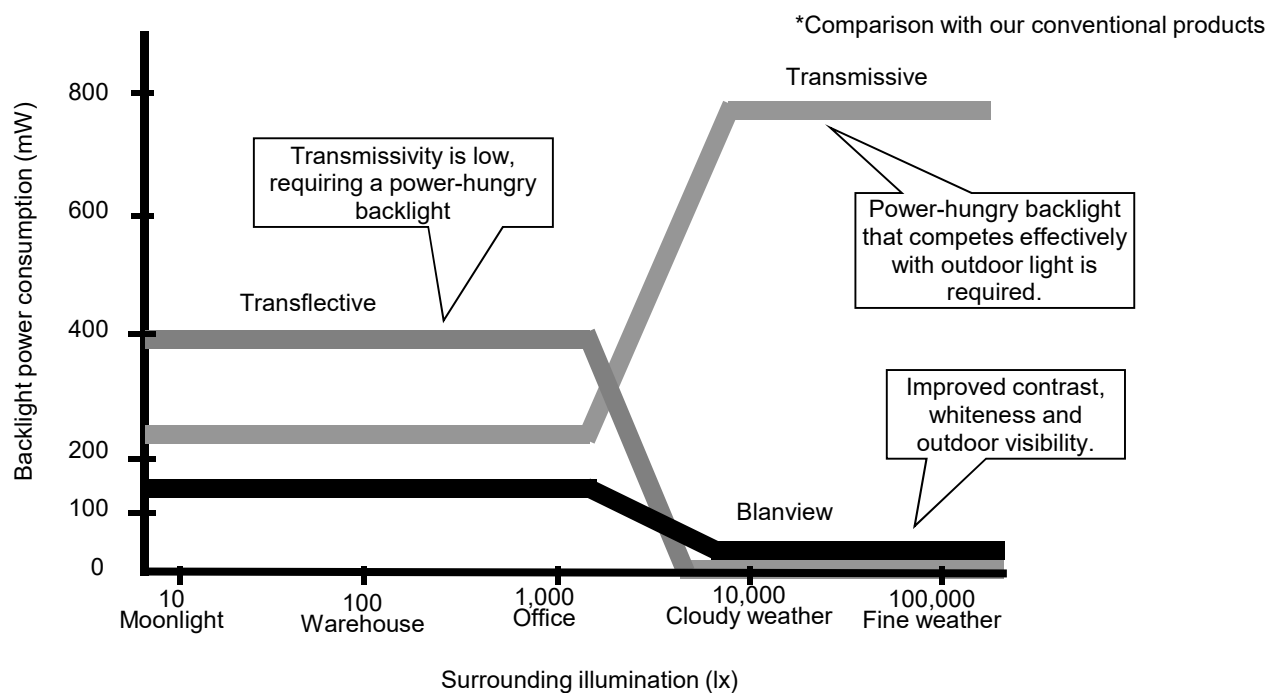 *Comparison with our conventional products
Transmissive
800
Transmissivity is low,
requiring a power-hungry
backlight
Power-hungry backlight
that competes effectively
with outdoor light is
required.
600
Backlight power consumption (mW)
Transflective
400
Improved contrast,
whiteness and
outdoor visibility.
200
100
Blanview
0
10
Moonlight
100
Warehouse
1,000
Office
10,000
Cloudy weather
100,000
Fine weather
Surrounding illumination (lx)